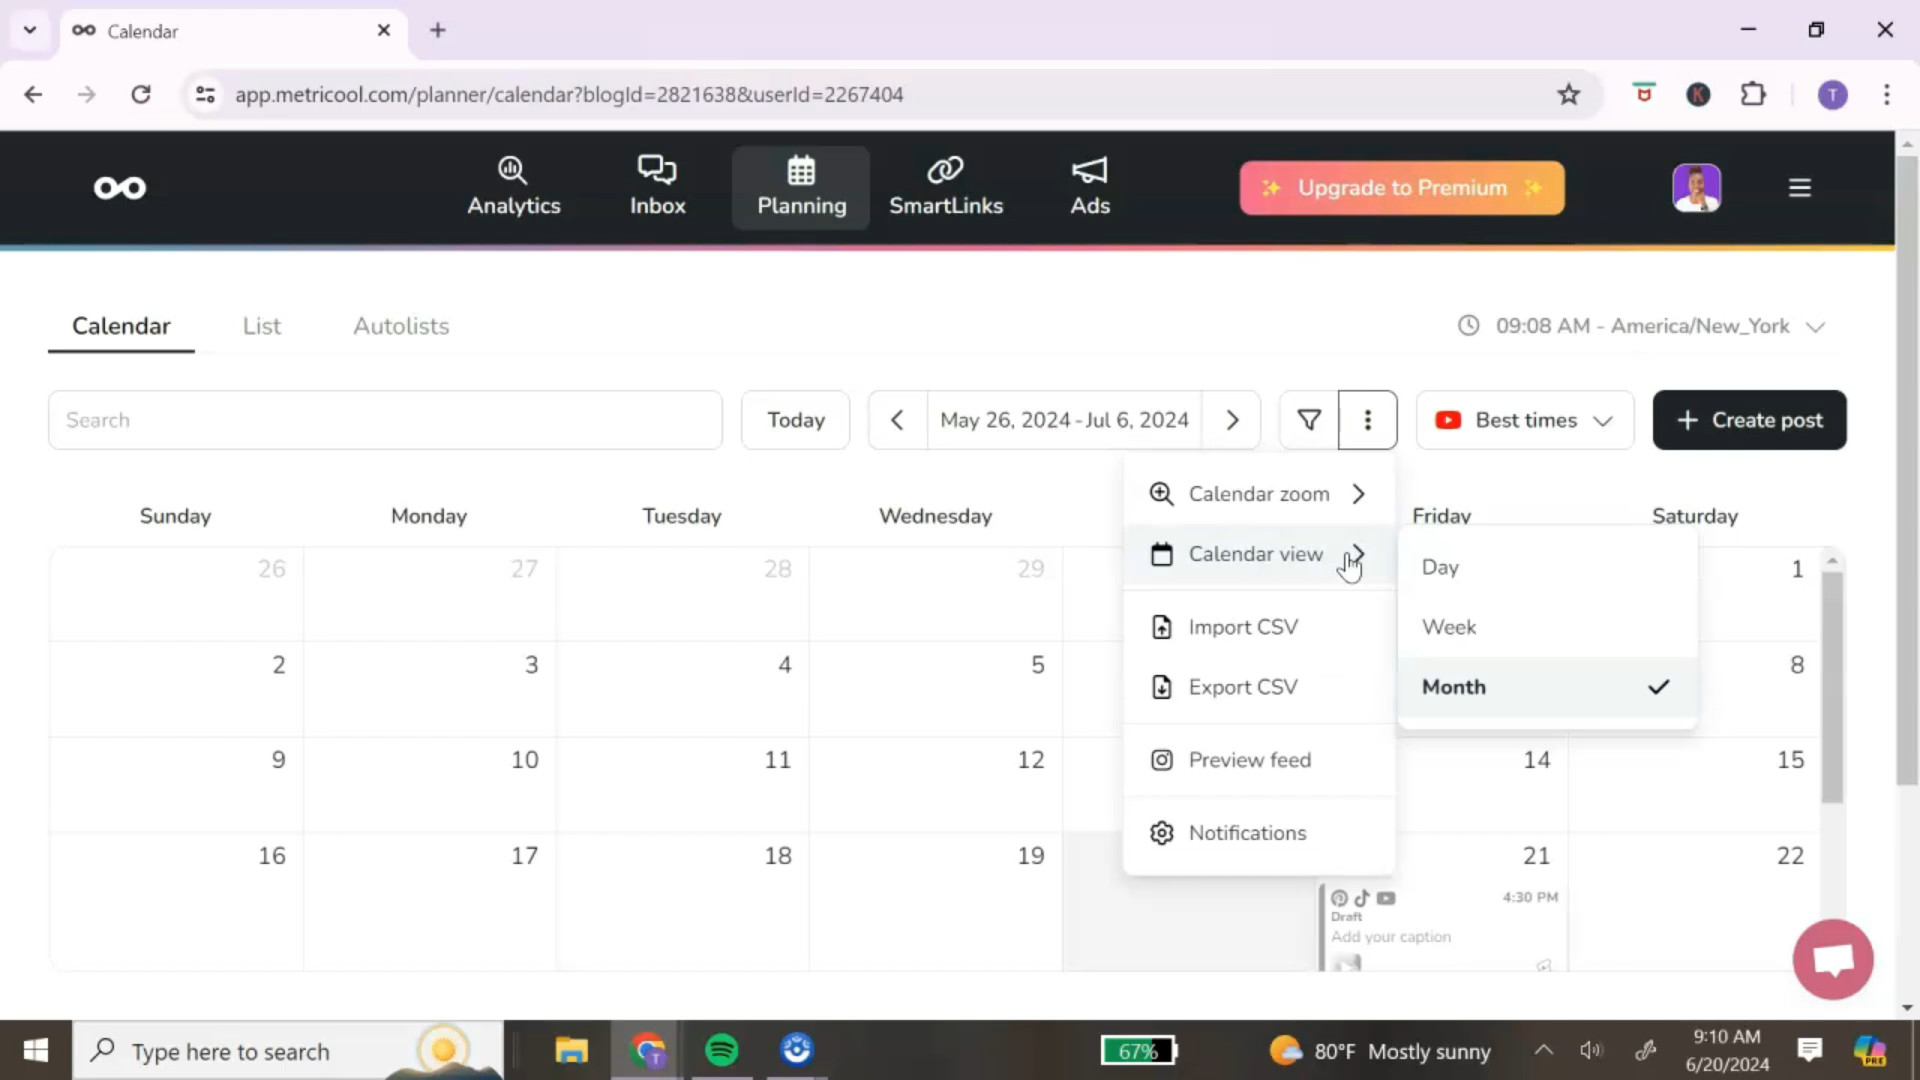 Calendar
app.metricool.com/planner/calendar?blogId=2821638&userId=2267404
K
T
Analytics
Inbox
Planning
SmartLinks
Ads
Upgrade to Premium
Calendar
List
Autolists
09:08 AM - America/New_York
Search
Today
May 26, 2024 - Jul 6, 2024
Best times
+ Create post
Calendar zoom
Sunday
Monday
Tuesday
Wednesday
Friday
Saturday
Calendar view
Day
26
27
28
29
1
Import CSV
Week
2
3
4
5
8
Export CSV
Month
9
10
11
12
Preview feed
14
15
Notifications
16
17
18
19
21
22
4:30 PM
Draft
Add your caption
Type here to search
T
67%
80°F Mostly sunny
9:10 AM
6/20/2024
PRE